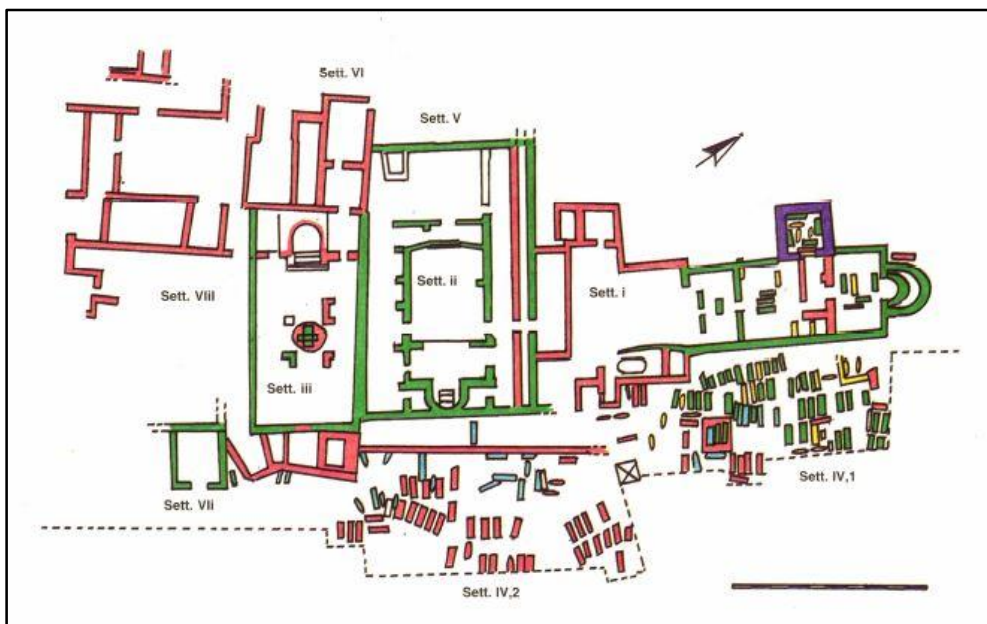 Sett. VI
Sett. V
Sett. ii
Sett. i
Sett. VIII
Sett. iii
Sett. VIi
Sett. IV,1
Sett. IV,2